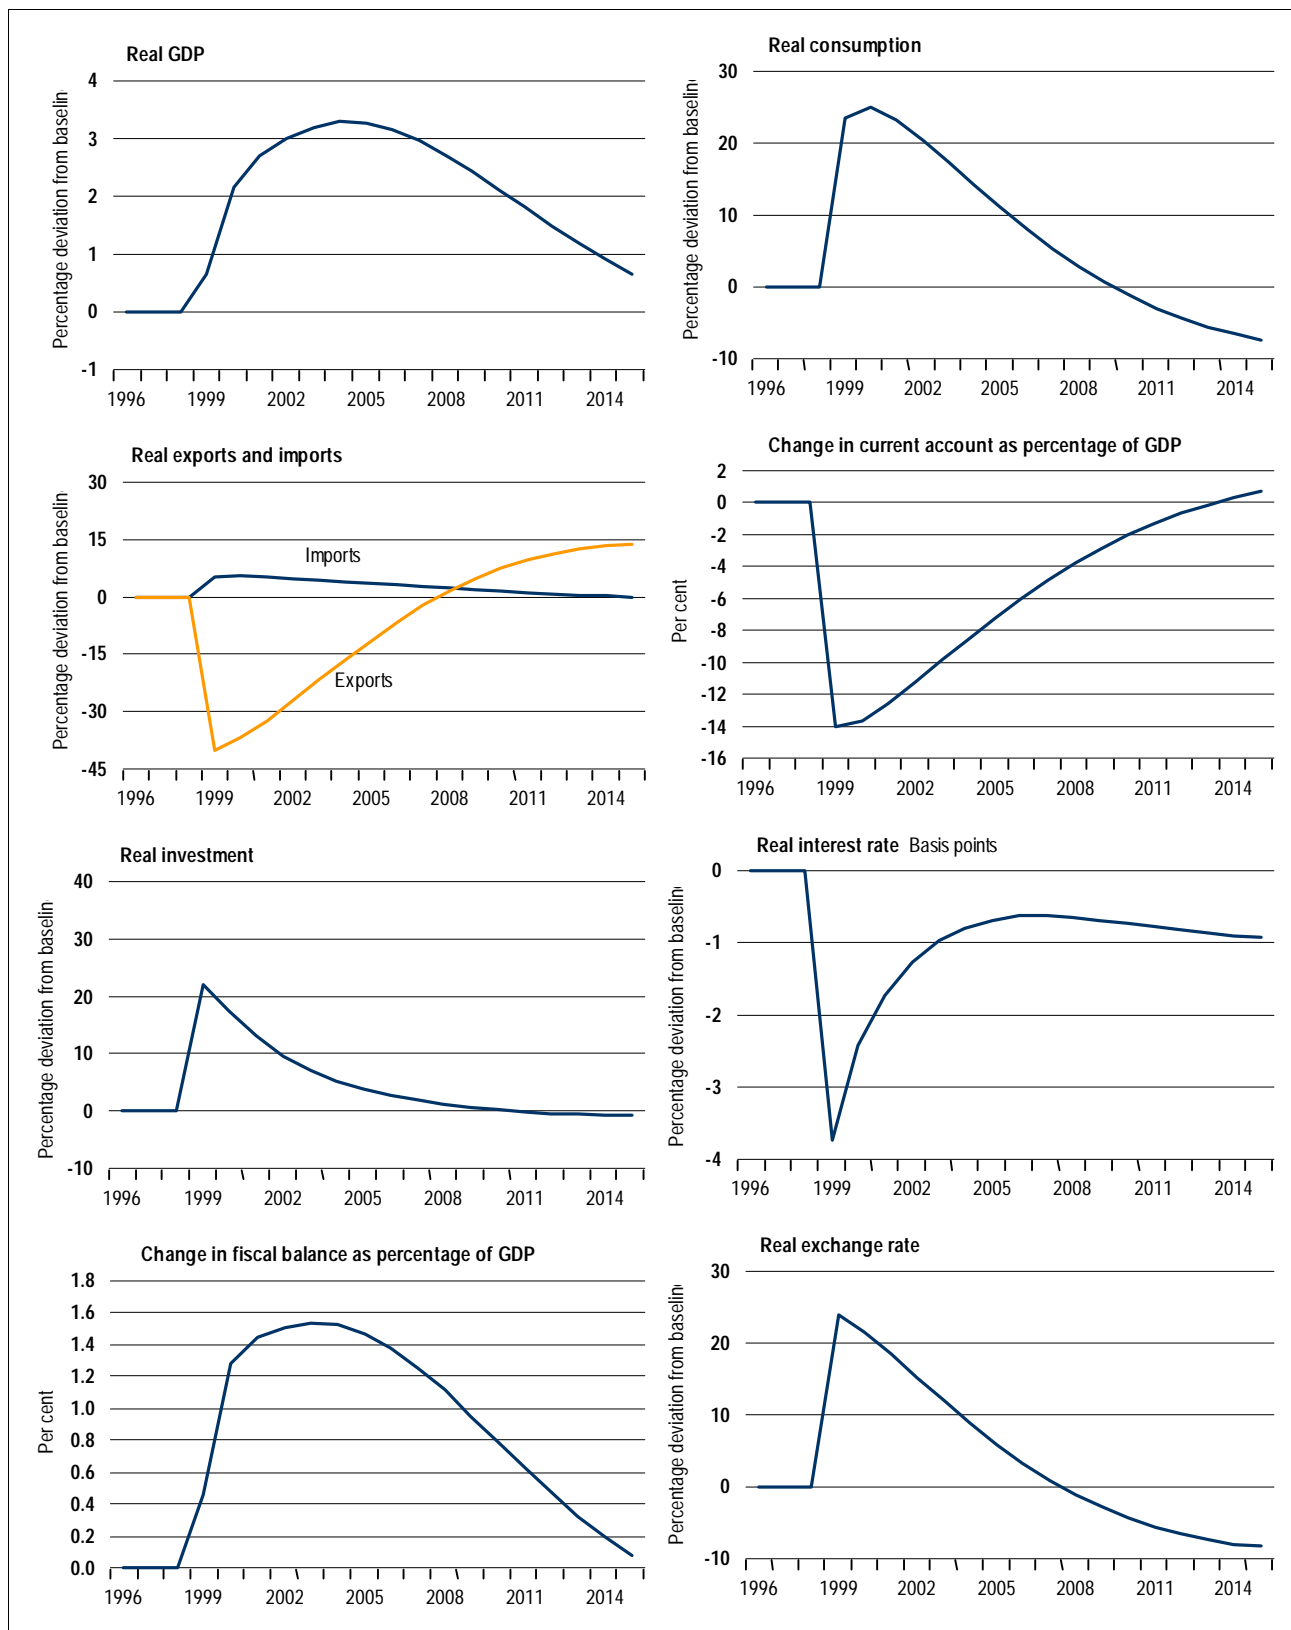 Real GDP
Percentage deviation from baselin
4
3
2
1
0
-1
1996 1999 2002 2005 2008 2011 2014
Real consumption
Percentage deviation from baselin
30
20
10
0
-10
1996 1999 2002 2005 2008 2011 2014
Real exports and imports
Percentage deviation from baselin
30
15
0
-15
-30
-45
Imports
Exports
1996 1999 2002 2005 2008 2011 2014
Change in current account as percentage of GDP
Per cent
2
0
-2
-4
-6
-8
-10
-12
-14
-16
1996 1999 2002 2005 2008 2011 2014
Real investment
Percentage deviation from baselin
40
30
20
10
0
-10
1996 1999 2002 2005 2008 2011 2014
Real interest rate Basis points
Percentage deviation from baselin
0
-1
-2
-3
-4
1996 1999 2002 2005 2008 2011 2014
Change in fiscal balance as percentage of GDP
Per cent
1.8
1.6
1.4
1.2
1.0
0.8
0.6
0.4
0.2
0.0
1996 1999 2002 2005 2008 2011 2014
Real exchange rate
Percentage deviation from baselin
30
20
10
0
-10
1996 1999 2002 2005 2008 2011 2014